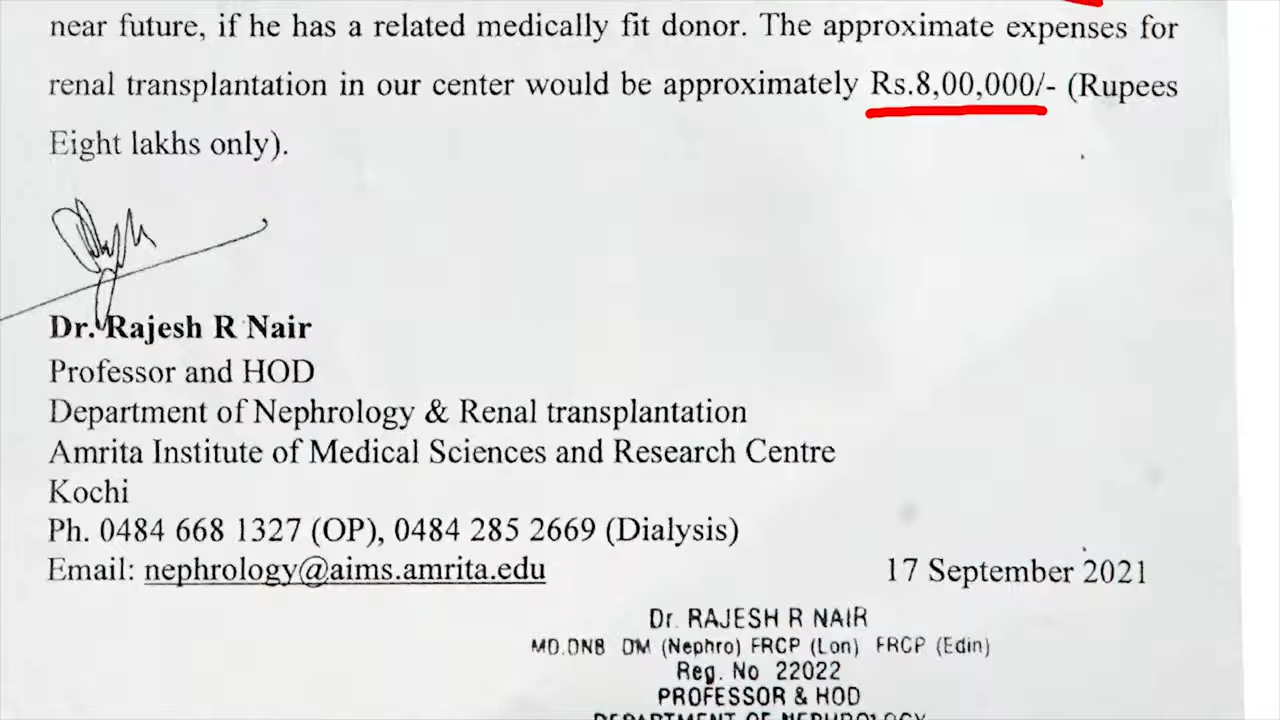 near future, if he has a related medically fit donor. The approximate expenses for
renal transplantation in our center would be approximately Rs.8,00,000/- (Rupees
Eight lakhs only).
Dr. Rajesh R Nair
Professor and HOD
Department of Nephrology & Renal transplantation
Amrita Institute of Medical Sciences and Research Centre
Kochi
Ph. 0484 668 1327 (OP), 0484 285 2669 (Dialysis)
Email: nephrology@aims.amrita.edu 17 September 2021
Dr. RAJESH R NAIR
MD.DNB DM (Nephro) FRCP (Lon) FRCP (Edin)
Reg. No 22022
PROFESSOR & HOD
DEPARTMENT OF NEPHROLOGY